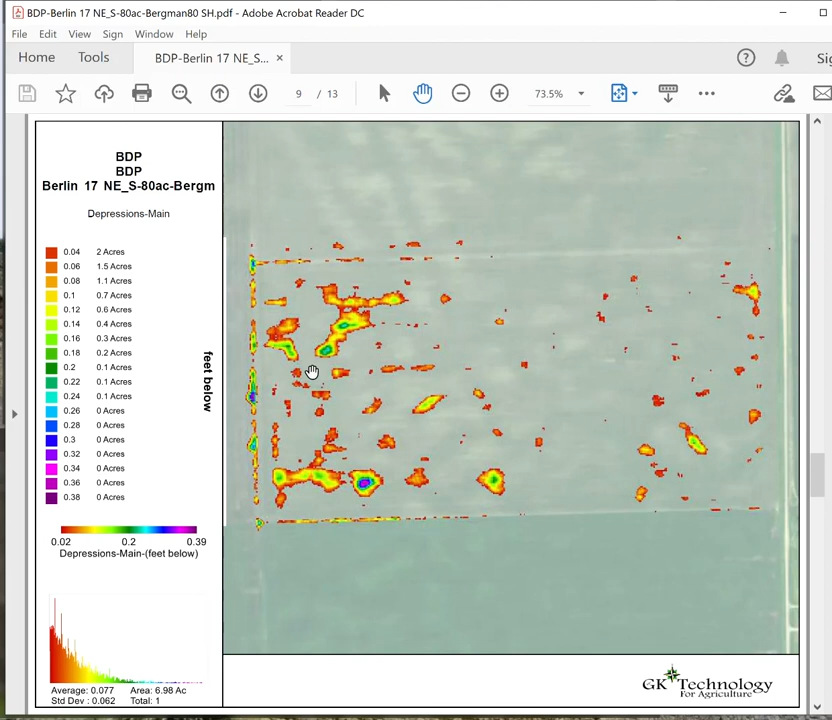 BDP-Berlin 17 NE_S-80ac-Bergman80 SH.pdf - Adobe Acrobat Reader DC
File Edit View Sign Window Help
Home Tools BDP-Berlin 17 NE_S... × ? Sig
9 / 13 73.5%
BDP
BDP
Berlin 17 NE_S-80ac-Bergm
Depressions-Main
0.04 2 Acres
0.06 1.5 Acres
0.08 1.1 Acres
0.1 0.7 Acres
0.12 0.6 Acres
0.14 0.4 Acres
0.16 0.3 Acres
0.18 0.2 Acres
0.2 0.1 Acres
0.22 0.1 Acres
0.24 0.1 Acres
0.26 0 Acres
0.28 0 Acres
0.3 0 Acres
0.32 0 Acres
0.34 0 Acres
0.36 0 Acres
0.38 0 Acres
feet below
0.02 0.2 0.39
Depressions-Main-(feet below)
Average: 0.077 Area: 6.98 Ac
Std Dev : 0.062 Total: 1
GK Technology
For Agriculture